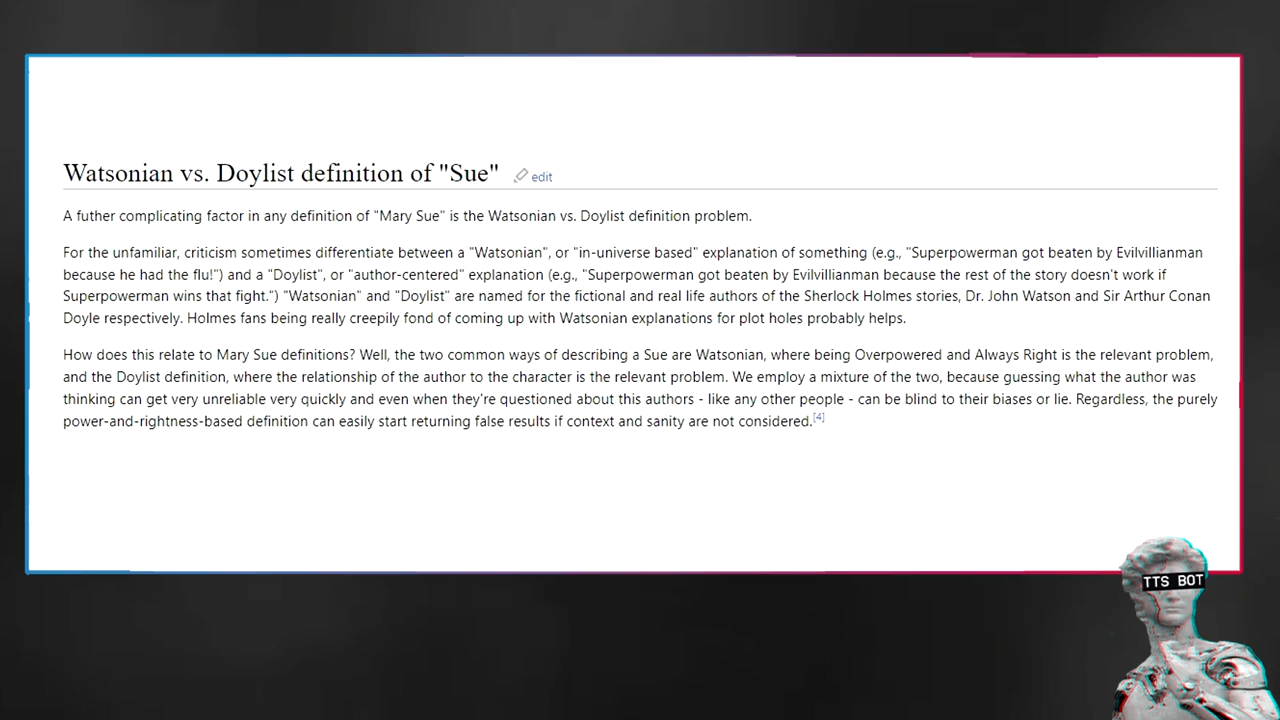 Watsonian vs. Doylist definition of "Sue" edit
A futher complicating factor in any definition of "Mary Sue" is the Watsonian vs. Doylist definition problem.
For the unfamiliar, criticism sometimes differentiate between a "Watsonian", or "in-universe based" explanation of something (e.g., "Superpowerman got beaten by Evilvillianman
because he had the flu!") and a "Doylist", or "author-centered" explanation (e.g., "Superpowerman got beaten by Evilvillianman because the rest of the story doesn't work if
Superpowerman wins that fight.") "Watsonian" and "Doylist" are named for the fictional and real life authors of the Sherlock Holmes stories, Dr. John Watson and Sir Arthur Conan
Doyle respectively. Holmes fans being really creepily fond of coming up with Watsonian explanations for plot holes probably helps.
How does this relate to Mary Sue definitions? Well, the two common ways of describing a Sue are Watsonian, where being Overpowered and Always Right is the relevant problem,
and the Doylist definition, where the relationship of the author to the character is the relevant problem. We employ a mixture of the two, because guessing what the author was
thinking can get very unreliable very quickly and even when they're questioned about this authors - like any other people - can be blind to their biases or lie. Regardless, the purely
power-and-rightness-based definition can easily start returning false results if context and sanity are not considered.[4]
TTS BOT